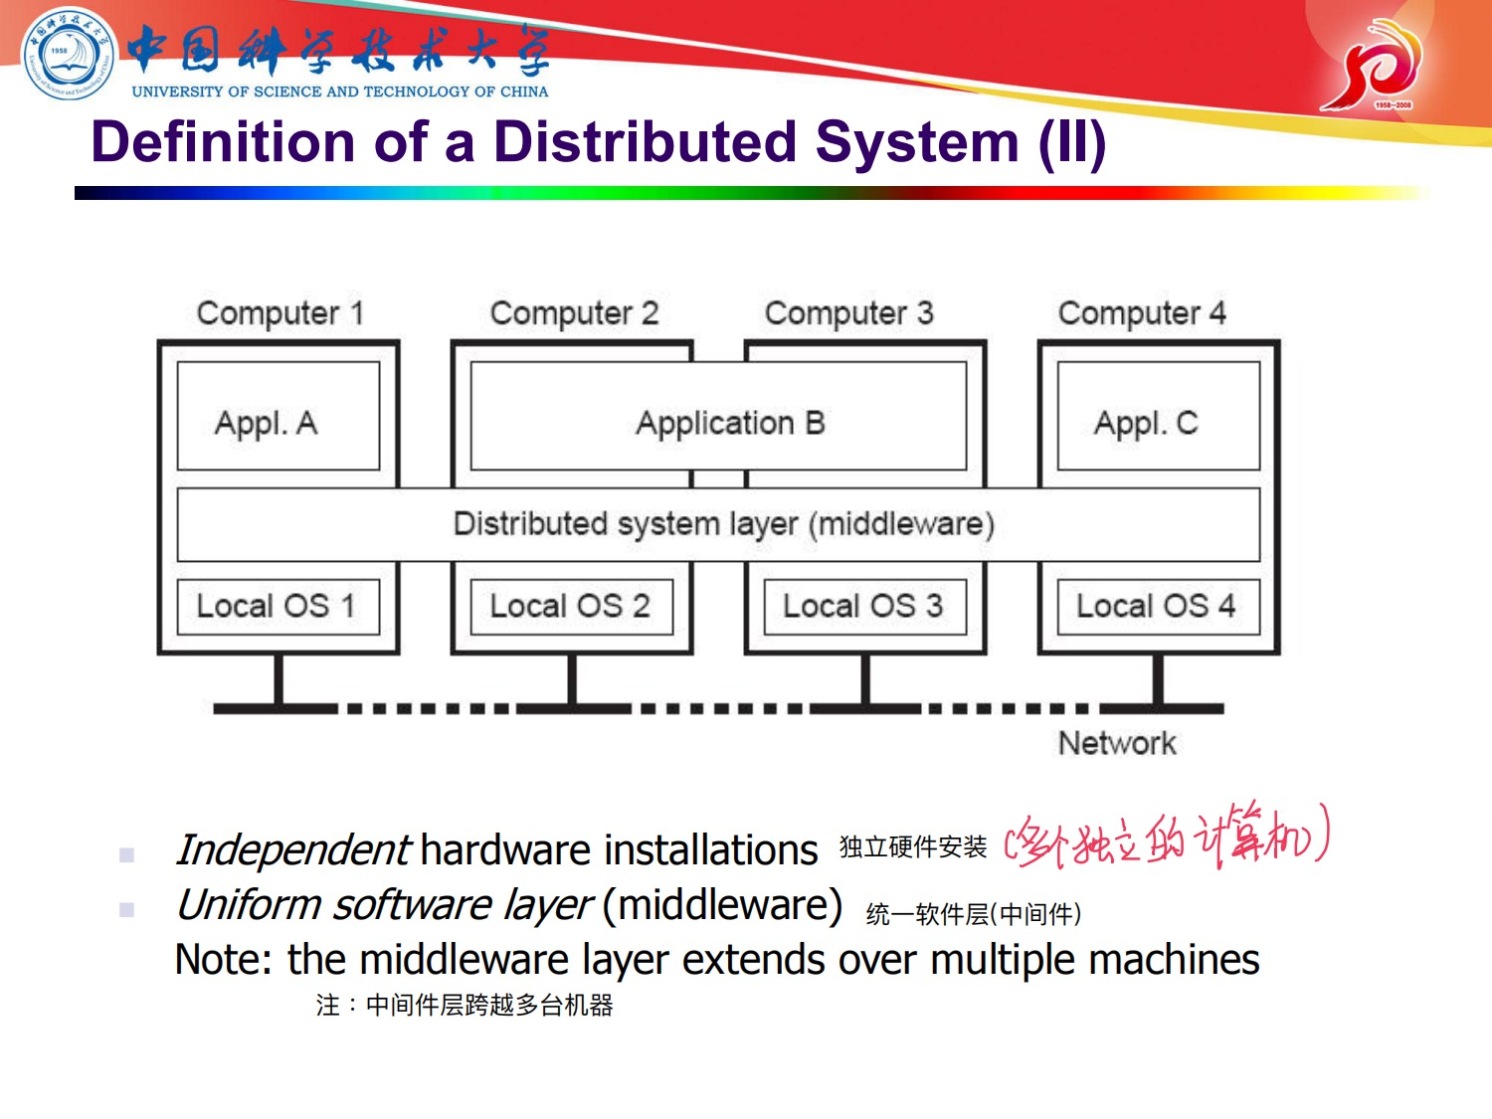 中国科学技术大学
UNIVERSITY OF SCIENCE AND TECHNOLOGY OF CHINA
1958
1958-2008
Definition of a Distributed System (II)
Computer 1 Computer 2 Computer 3 Computer 4
Appl. A Application B Appl. C
Distributed system layer (middleware)
Local OS 1 Local OS 2 Local OS 3 Local OS 4
Network
Independent hardware installations 独立硬件安装 (多个独立的计算机)
Uniform software layer (middleware) 统一软件层(中间件)
Note: the middleware layer extends over multiple machines
注：中间件层跨越多台机器